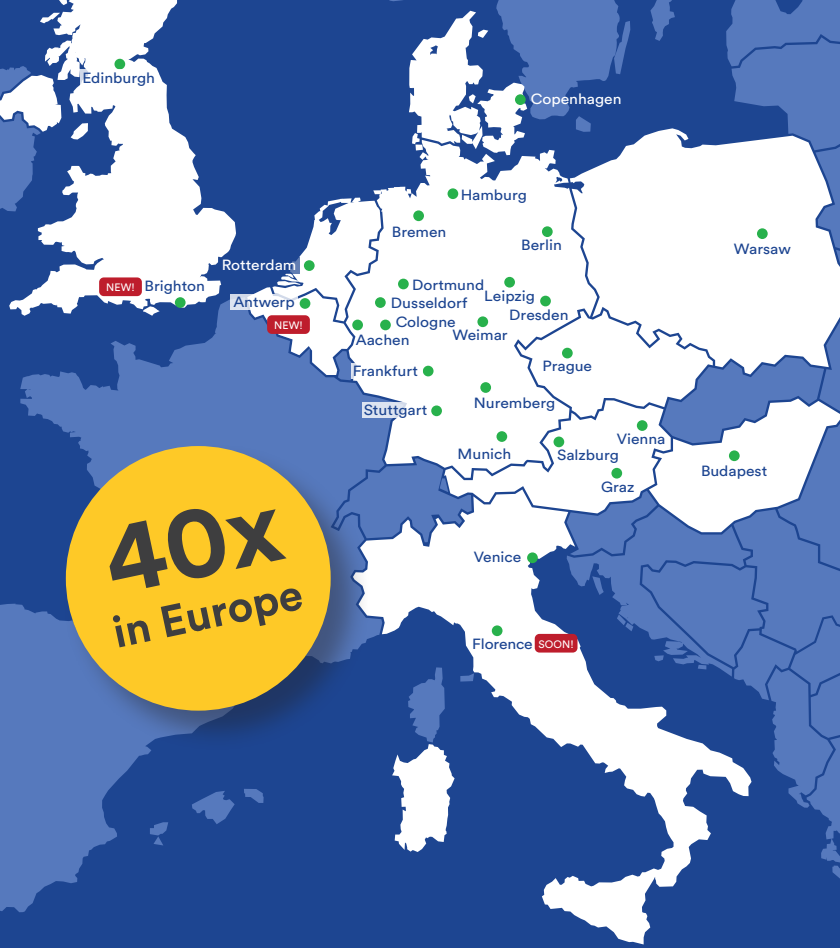 Edinburgh
Copenhagen
Hamburg
Bremen
Berlin
Warsaw
Rotterdam
NEW! Brighton
Dortmund
Leipzig
Antwerp
Dusseldorf
Dresden
NEW!
Cologne
Weimar
Aachen
Prague
Frankfurt
Nuremberg
Stuttgart
Vienna
Munich
Salzburg
Budapest
Graz
40x
in Europe
Venice
Florence SOON!